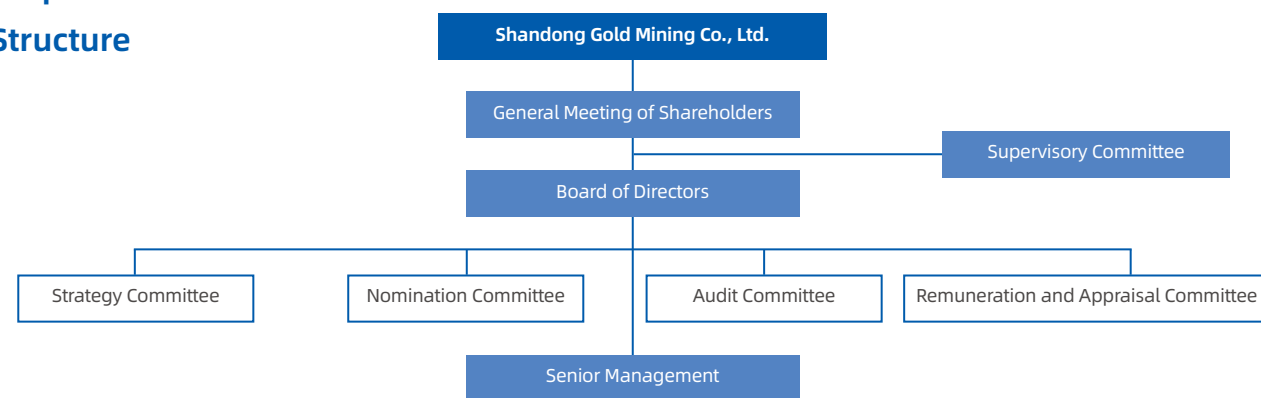 Structure
Shandong Gold Mining Co., Ltd.
General Meeting of Shareholders
Supervisory Committee
Board of Directors
Strategy Committee
Nomination Committee
Audit Committee
Remuneration and Appraisal Committee
Senior Management